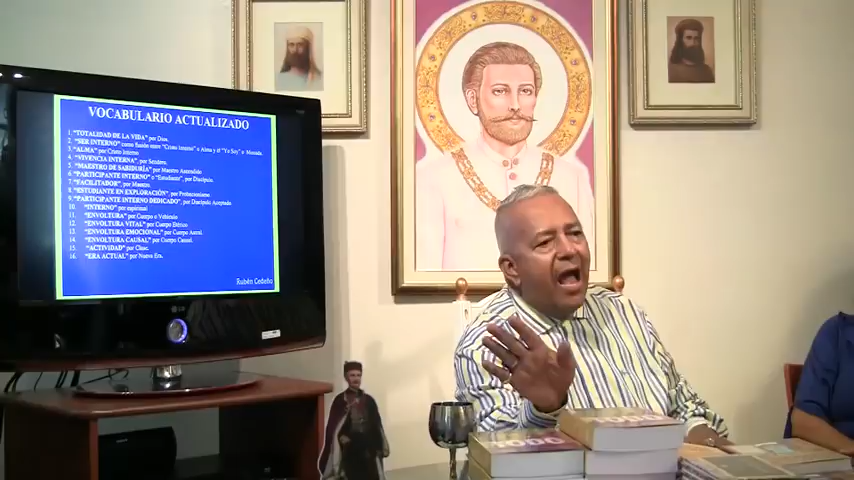 VOCABULARIO ACTUALIZADO
1. "TOTALIDAD DE LA VIDA" por Dios.
2. "SER INTERNO" como fusión entre "Cristo Interno" o Alma y el "Yo Soy" o Mónada.
3. "ALMA" por Cristo Interno
4. "VIVENCIA INTERNA" por Sendero.
5. "MAESTRO DE SABIDURÍA" por Maestro Ascendido
6. "PARTICIPANTE INTERNO" o "Estudiante", por Discípulo.
7. "FACILITADOR" por Maestro
8. "ESTUDIANTE EN EXPLORACIÓN" por Probacionista
9. "PARTICIPANTE INTERNO DEDICADO" por Discípulo Aceptado.
10. "INTERNO" por espiritual
11. "ENVOLTURA" por Cuerpo o Vehículo
12. "ENVOLTURA VITAL" por Cuerpo Etérico
13. "ENVOLTURA EMOCIONAL" por Cuerpo Astral.
14. "ENVOLTURA CAUSAL" por Cuerpo Causal.
15. "ACTIVIDAD" por Clase.
16. "ERA ACTUAL" por Nueva Era.
Rubén Cedeño
LG